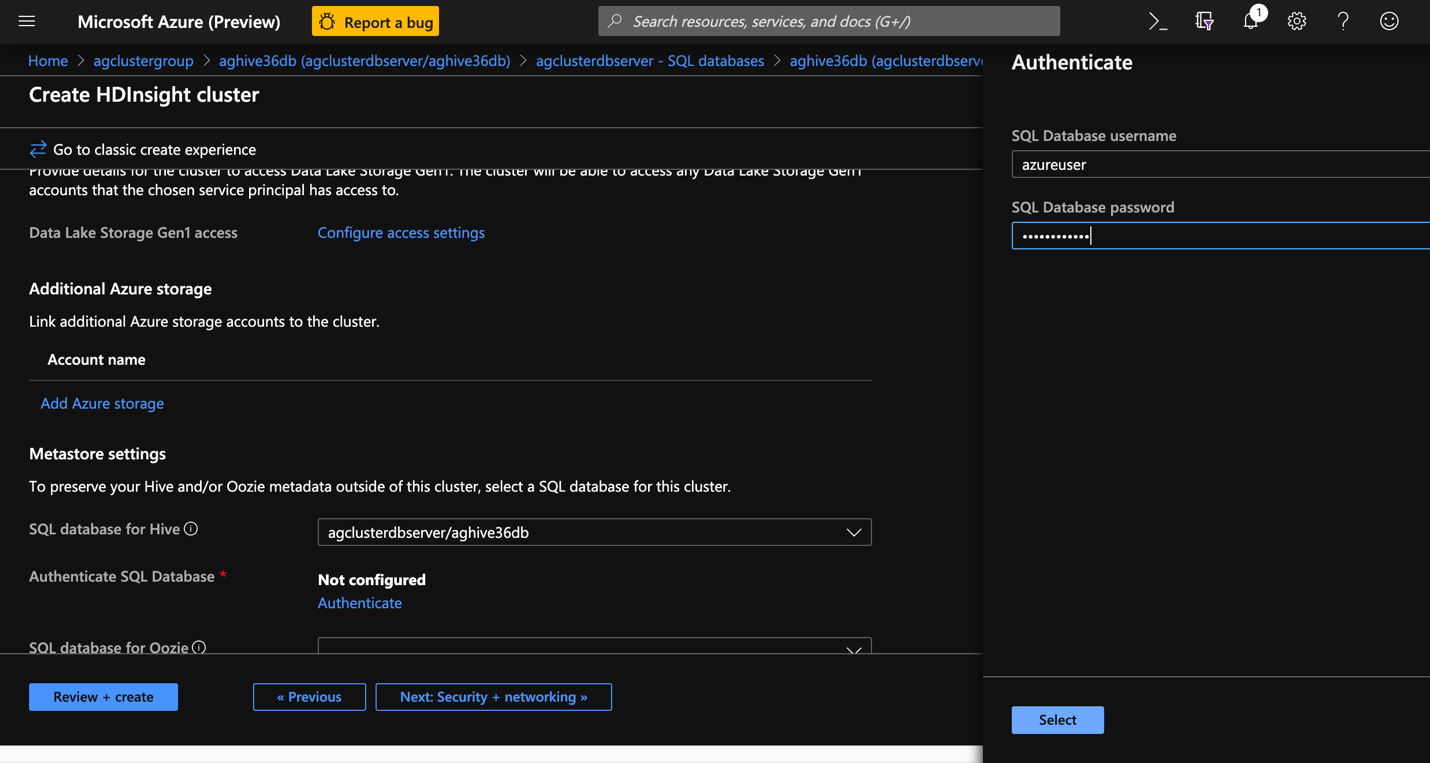 Microsoft Azure (Preview)
Report a bug
Search resources, services, and docs (G+/)
1
Home > agclustergroup > aghive36db (agclusterdbserver/aghive36db) > agclusterdbserver - SQL databases > aghive36db (agclusterdbserve
Create HDInsight cluster
Go to classic create experience
Provide details for the cluster to access Data Lake Storage Gen1. The cluster will be able to access any Data Lake Storage Gen1
accounts that the chosen service principal has access to.
Data Lake Storage Gen1 access
Configure access settings
Additional Azure storage
Link additional Azure storage accounts to the cluster.
Account name
Add Azure storage
Metastore settings
To preserve your Hive and/or Oozie metadata outside of this cluster, select a SQL database for this cluster.
SQL database for Hive
agclusterdbserver/aghive36db
Authenticate SQL Database *
Not configured
Authenticate
SQL database for Oozie
Review + create
« Previous
Next: Security + networking »
Authenticate
SQL Database username
azureuser
SQL Database password
••••••••••••
Select